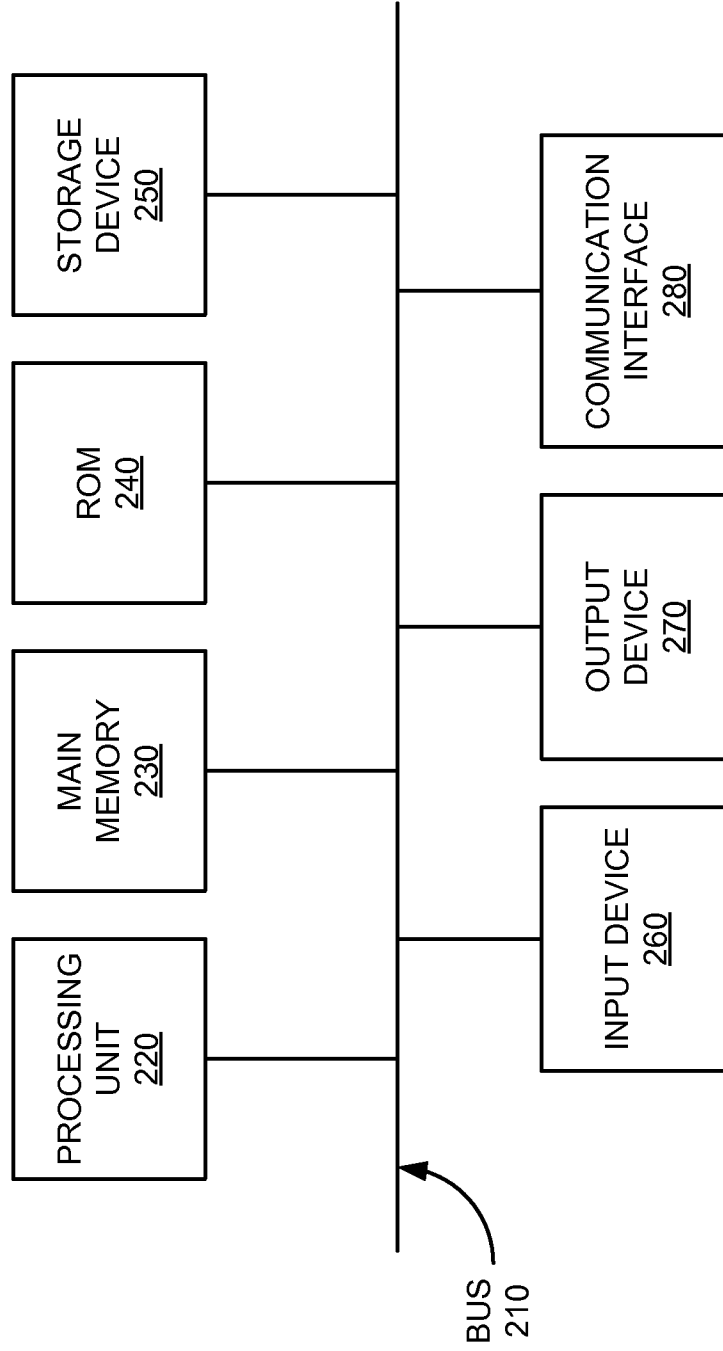 PROCESSING
UNIT
220
MAIN
MEMORY
230
ROM
240
STORAGE
DEVICE
250
BUS
210
INPUT DEVICE
260
OUTPUT
DEVICE
270
COMMUNICATION
INTERFACE
280